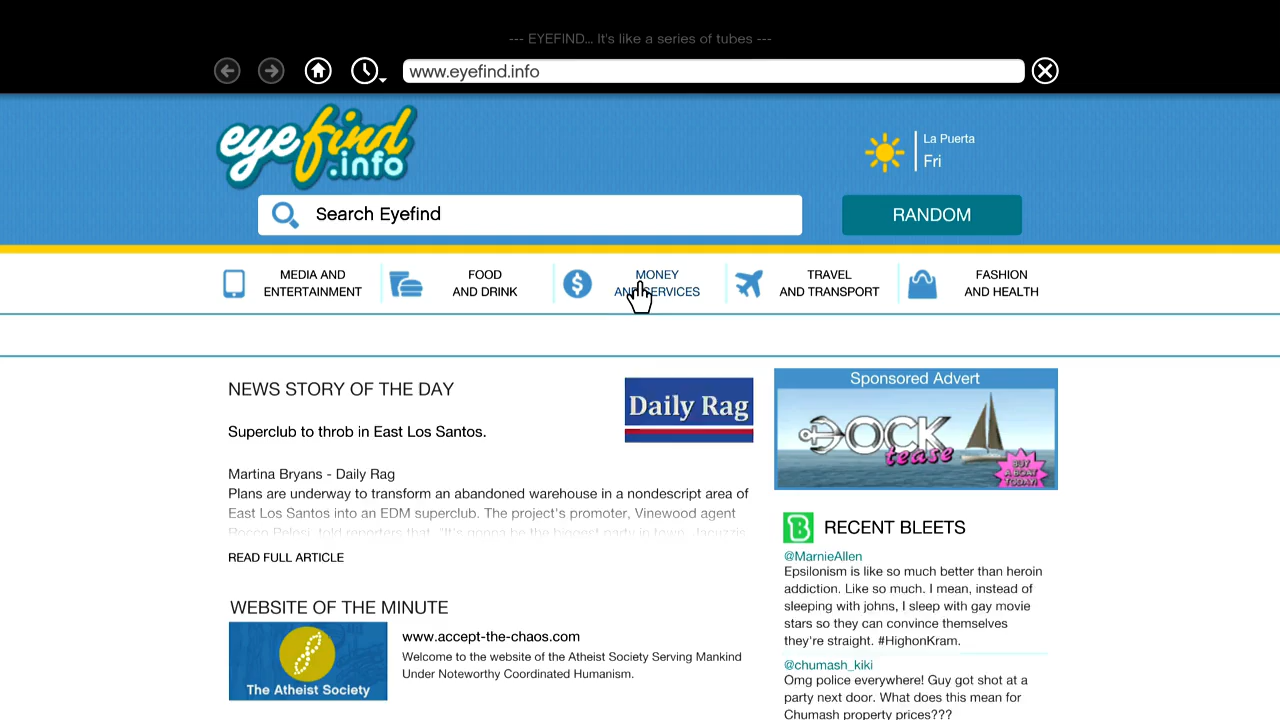 --- EYEFIND... It's like a series of tubes ---
www.eyefind.info
eyefind
.info
La Puerta
Fri
Search Eyefind
RANDOM
MEDIA AND
ENTERTAINMENT
FOOD
AND DRINK
MONEY
AND SERVICES
TRAVEL
AND TRANSPORT
FASHION
AND HEALTH
NEWS STORY OF THE DAY
Daily Rag
Superclub to throb in East Los Santos.
Martina Bryans - Daily Rag
Plans are underway to transform an abandoned warehouse in a nondescript area of
East Los Santos into an EDM superclub. The project's promoter, Vinewood agent
Rocco Pelosi, told reporters that, "It's gonna be the biggest party in town. Jacuzzis,
READ FULL ARTICLE
WEBSITE OF THE MINUTE
The Atheist Society
www.accept-the-chaos.com
Welcome to the website of the Atheist Society Serving Mankind
Under Noteworthy Coordinated Humanism.
Sponsored Advert
DOCK
tease
BUY
A BOAT
TODAY!
B
RECENT BLEETS
@MarnieAllen
Epsilonism is like so much better than heroin
addiction. Like so much. I mean, instead of
sleeping with johns, I sleep with gay movie
stars so they can convince themselves
they're straight. #HighonKram.
@chumash_kiki
Omg police everywhere! Guy got shot at a
party next door. What does this mean for
Chumash property prices???